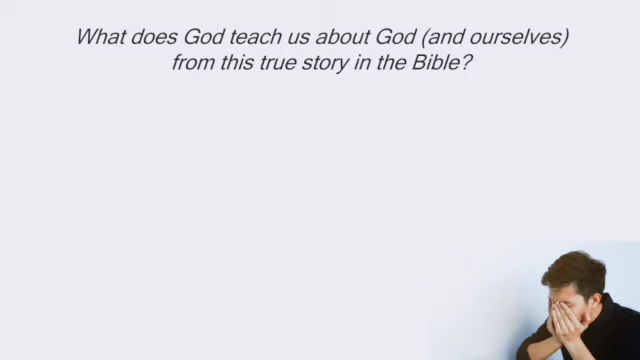 What does God teach us about God (and ourselves)
from this true story in the Bible?